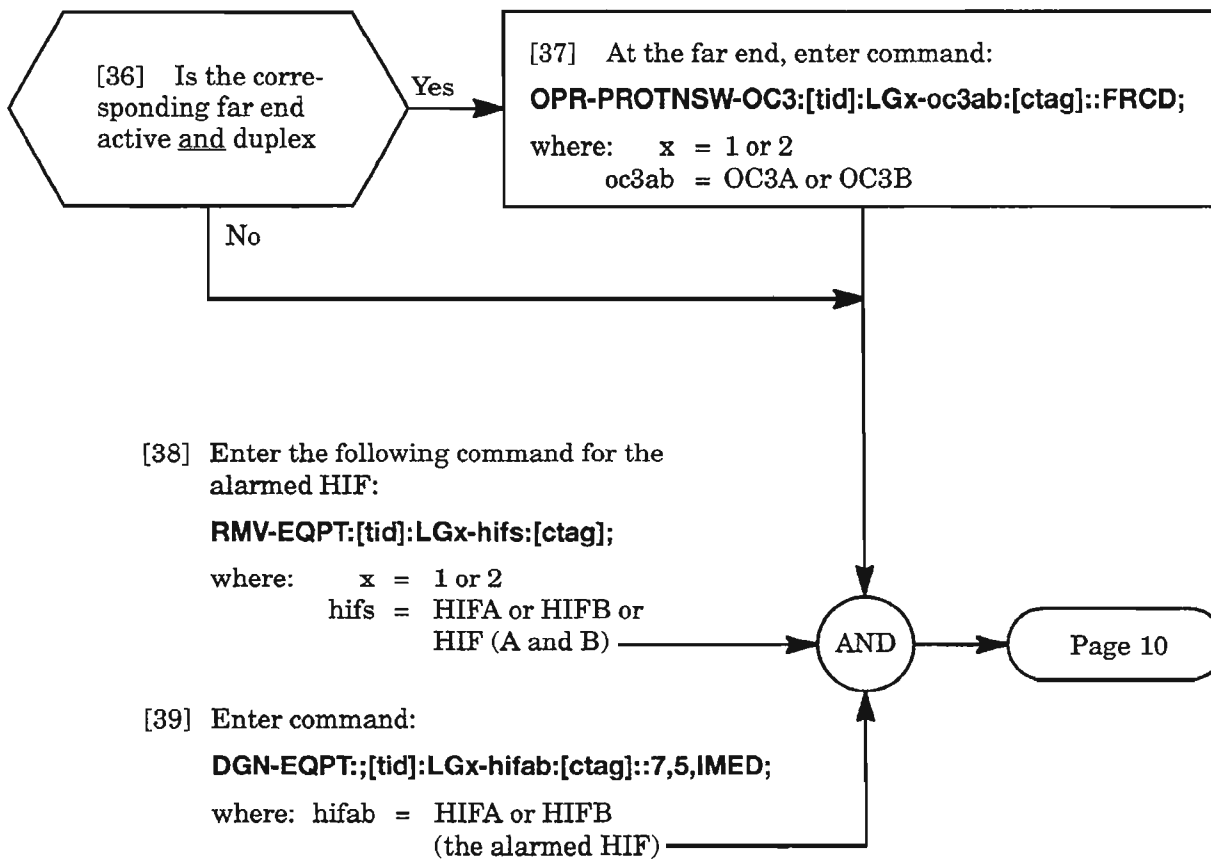 [36] Is the corre-
sponding far end
active and duplex
Yes
No
[37] At the far end, enter command:
OPR-PROTNSW-OC3:[tid]:LGx-oc3ab:[ctag]::FRCD;
where: x = 1 or 2
oc3ab = OC3A or OC3B
[38] Enter the following command for the
alarmed HIF:
RMV-EQPT:[tid]:LGx-hifs:[ctag];
where: x = 1 or 2
hifs = HIFA or HIFB or
HIF (A and B)
AND
Page 10
[39] Enter command:
DGN-EQPT:;[tid]:LGx-hifab:[ctag]::7,5,IMED;
where: hifab = HIFA or HIFB
(the alarmed HIF)